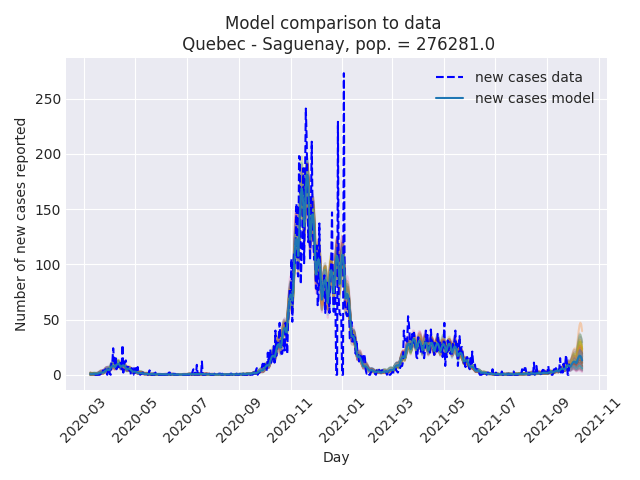 Model comparison to data
Quebec - Saguenay, pop. = 276281.0
new cases data
new cases model
Number of new cases reported
250
200
150
100
50
0
2020-03
2020-05
2020-07
2020-09
2020-11
2021-01
2021-03
2021-05
2021-07
2021-09
2021-11
Day